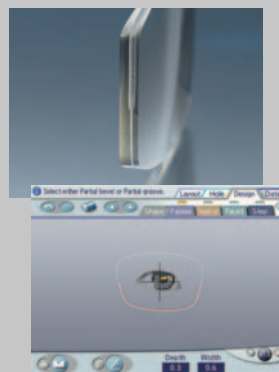 Select either Partial bevel or Partial groove.
Layout Hole Design Data
Shape Facet Step
Depth Width
0.3 0.6